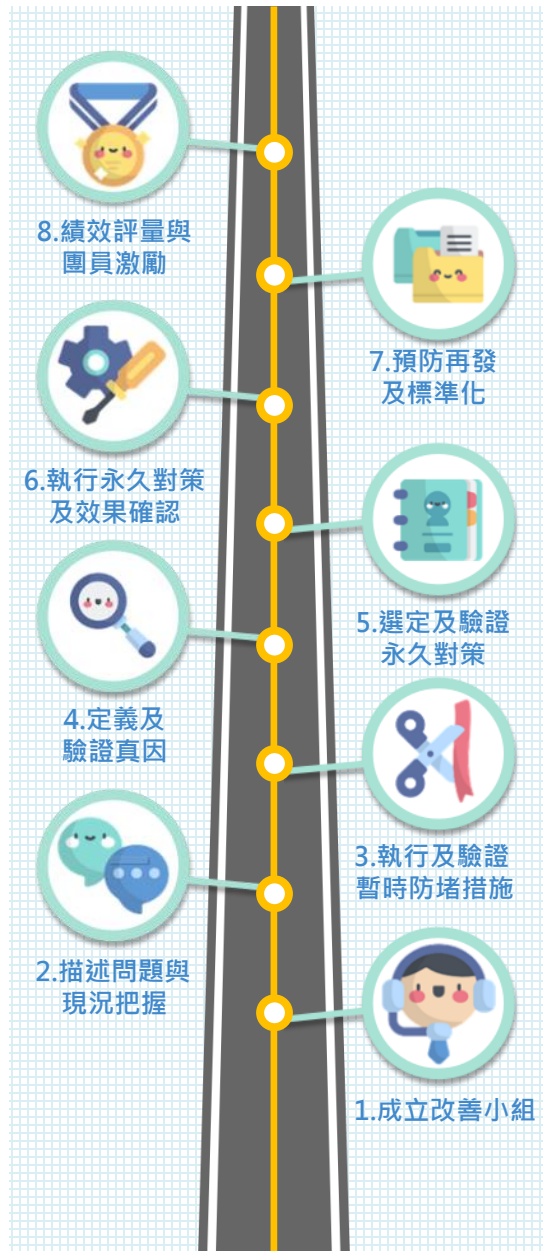 8.績效評量與
團員激勵
7.預防再發
及標準化
6.執行永久對策
及效果確認
5.選定及驗證
永久對策
4.定義及
驗證真因
3.執行及驗證
暫時防堵措施
2.描述問題與
現況把握
1.成立改善小組